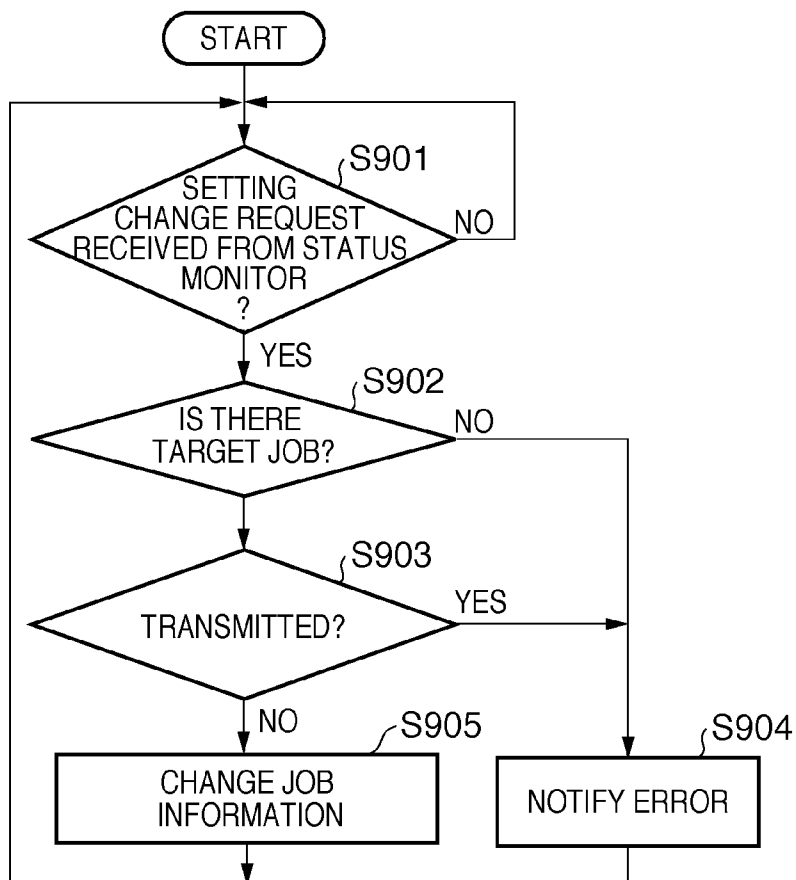 START
S901
SETTING
CHANGE REQUEST
RECEIVED FROM STATUS
MONITOR
?
NO
YES
S902
IS THERE
TARGET JOB?
NO
S903
TRANSMITTED?
YES
NO
S905
CHANGE JOB
INFORMATION
S904
NOTIFY ERROR